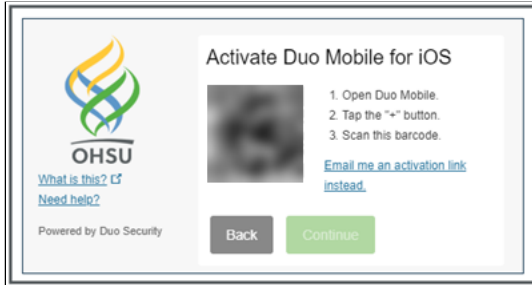 OHSU
What is this?
Need help?
Powered by Duo Security
Activate Duo Mobile for iOS
1. Open Duo Mobile.
2. Tap the "+" button.
3. Scan this barcode.
Email me an activation link
instead.
Back
Continue